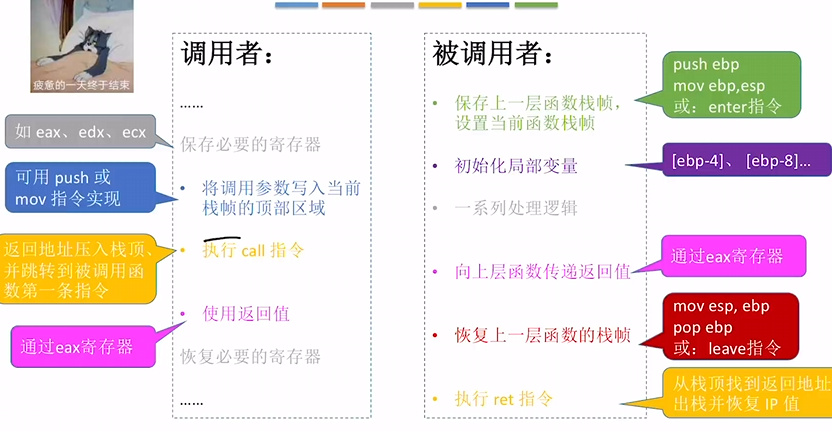 疲惫的一天终于结束
调用者：
……
保存必要的寄存器
• 将调用参数写入当前
栈帧的顶部区域
• 执行 call 指令
• 使用返回值
恢复必要的寄存器
……
如 eax、edx、ecx
可用 push 或
mov 指令实现
返回地址压入栈顶、
并跳转到被调用函
数第一条指令
通过eax寄存器
被调用者：
• 保存上一层函数栈帧，
设置当前函数栈帧
• 初始化局部变量
• 一系列处理逻辑
• 向上层函数传递返回值
• 恢复上一层函数的栈帧
• 执行 ret 指令
push ebp
mov ebp,esp
或：enter指令
[ebp-4]、 [ebp-8]...
通过eax寄存器
mov esp, ebp
pop ebp
或：leave指令
从栈顶找到返回地址
出栈并恢复 IP 值